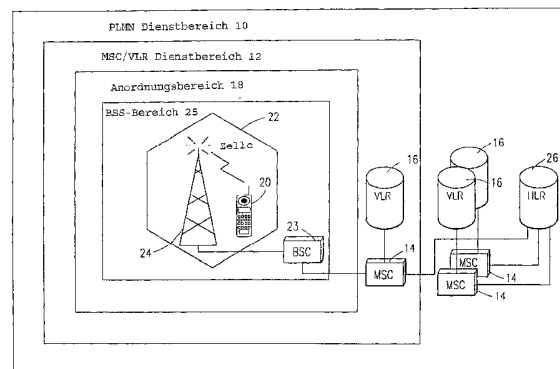 PLMN Dienstbereich 10
MSC/VLR Dienstbereich 12
Anordnungsbereich 18
BSS-Bereich 25
22
Zelle
16
16
26
VLR
VLR
16
HLR
20
24
23
BSC
14
MSC
MSC
14
MSC
14